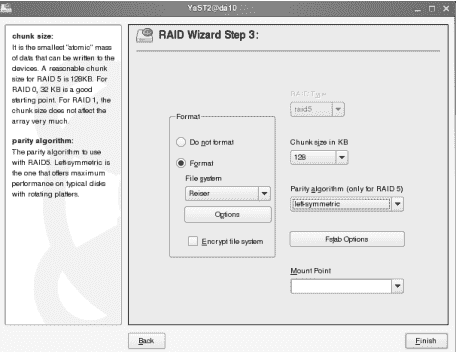 YaST2@da10
chunk size:
It is the smallest "atomic" mass
of data that can be written to the
devices. A reasonable chunk
size for RAID 5 is 128KB. For
RAID 0, 32 KB is a good
starting point. For RAID 1, the
chunk size does not affect the
array very much.
parity algorithm:
The parity algorithm to use
with RAID5. Left-symmetric is
the one that offers maximum
performance on typical disks
with rotating platters.
RAID Wizard Step 3:
Format
Do not format
Format
File system
Reiser
Options
Encrypt file system
RAID Type
raid5
Chunk size in KB
128
Parity algorithm (only for RAID 5)
left-symmetric
Fstab Options
Mount Point
Back
Finish